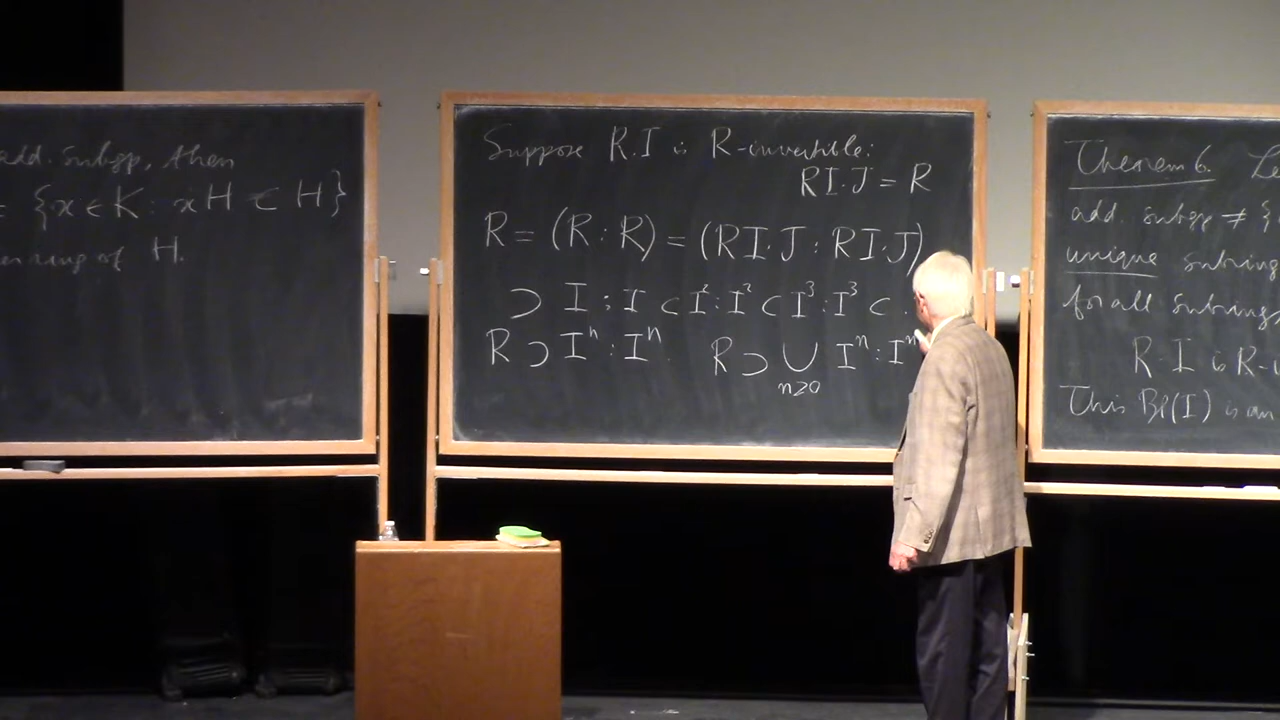 add. subgp, then
= {x ∈ K : xH ⊂ H}
ring of H.
Suppose R.I is R-invertible:
RI·J = R
R = (R : R) = (RI·J : RI·J)
⊃ I : I ⊂ I²:I² ⊂ I³:I³ ⊂
R ⊃ Iⁿ : Iⁿ R ⊃ ∪ Iⁿ : Iⁿ
n≥0
Theorem 6. Le
add. subgp ≠ {
unique subring
for all subrings
R·I is R-i
This Bl(I) is an